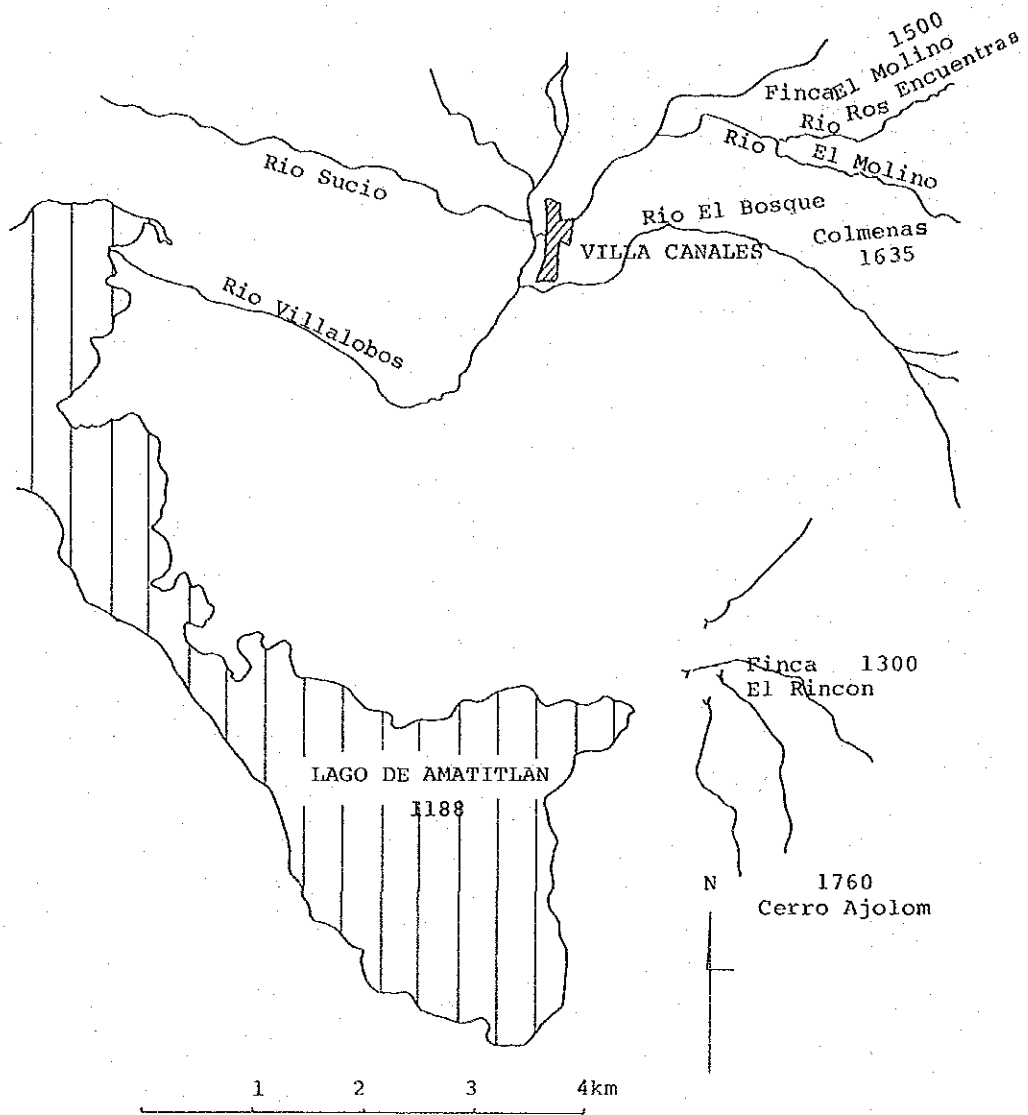 1500
Finca El Molino
Rio Ros Encuentras
Rio El Molino
Rio Sucio
Rio El Bosque
Colmenas
1635
VILLA CANALES
Rio Villalobos
Finca 1300
El Rincon
LAGO DE AMATITLAN
1188
N
1760
Cerro Ajolom
1 2 3 4km